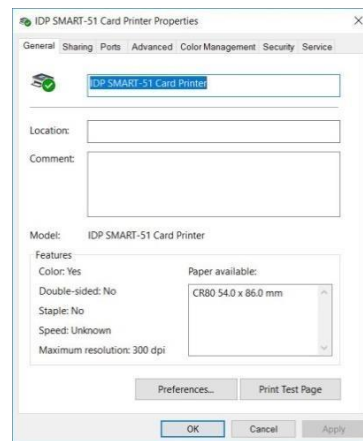 IDP SMART-51 Card Printer Properties
General Sharing Ports Advanced Color Management Security Service
IDP SMART-51 Card Printer
Location:
Comment:
Model: IDP SMART-51 Card Printer
Features
Color: Yes
Paper available:
Double-sided: No
CR80 54.0 x 86.0 mm
Staple: No
Speed: Unknown
Maximum resolution: 300 dpi
Preferences... Print Test Page
OK Cancel Apply